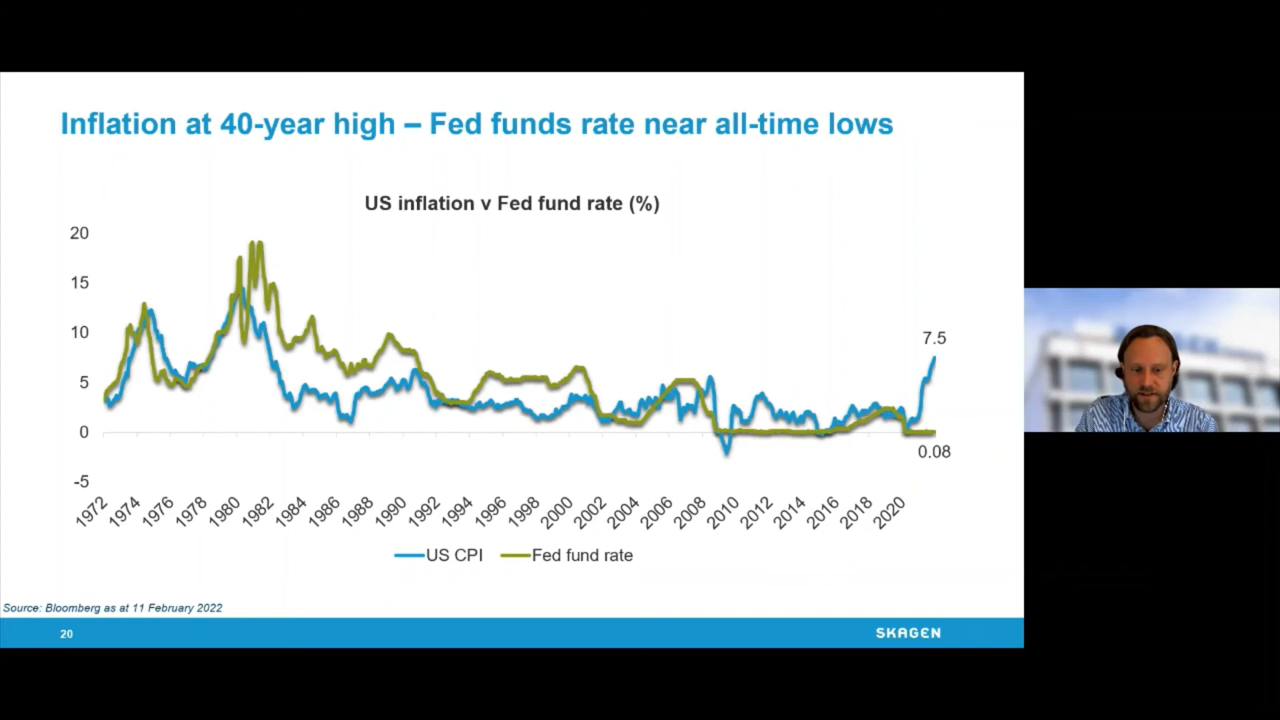 Inflation at 40-year high – Fed funds rate near all-time lows
US inflation v Fed fund rate (%)
20
15
10
5
0
-5
7.5
0.08
1972 1974 1976 1978 1980 1982 1984 1986 1988 1990 1992 1994 1996 1998 2000 2002 2004 2006 2008 2010 2012 2014 2016 2018 2020
US CPI Fed fund rate
Source: Bloomberg as at 11 February 2022
20 SKAGEN